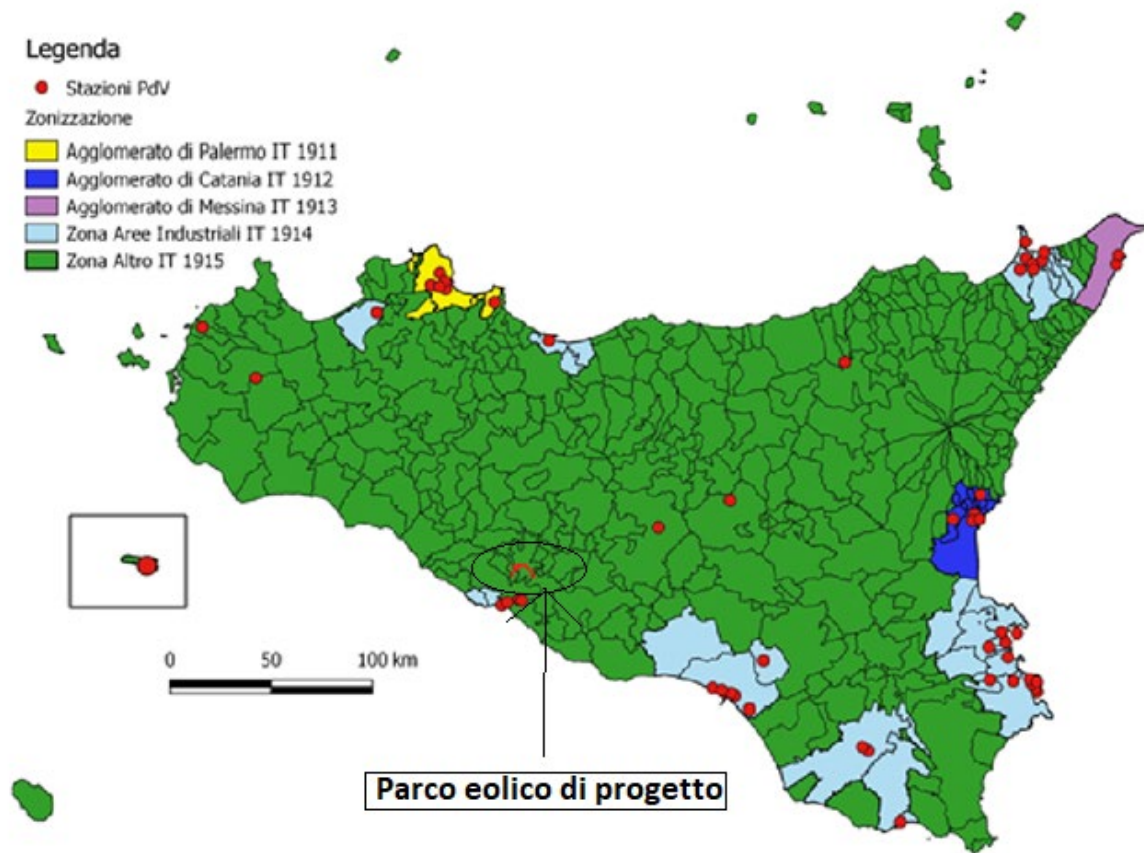 Legenda
Stazioni PdV
Zonizzazione
Agglomerato di Palermo IT 1911
Agglomerato di Catania IT 1912
Agglomerato di Messina IT 1913
Zona Aree Industriali IT 1914
Zona Altro IT 1915
0 50 100 km
Parco eolico di progetto